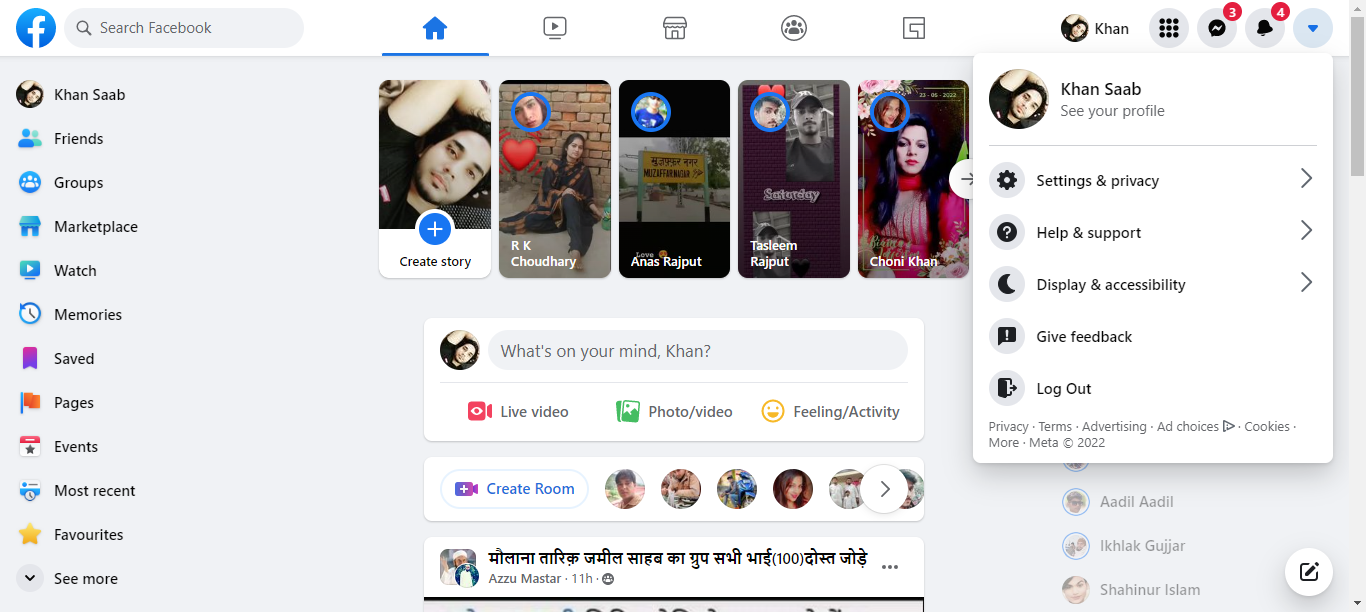 Search Facebook
Khan
3
4
Khan Saab
Friends
Groups
Marketplace
Watch
Memories
Saved
Pages
Events
Most recent
Favourites
See more
Create story
R K
Choudhary
मुज़फ़्फ़र नगर
MUZAFFARNAGAR
Love
Anas Rajput
Saturday
Tasleem
Rajput
23 - 05 - 2022
Choni Khan
What's on your mind, Khan?
Live video
Photo/video
Feeling/Activity
Create Room
मौलाना तारिक़ जमील साहब का ग्रुप सभी भाई(100)दोस्त जोड़े
Azzu Mastar · 11h ·
Khan Saab
See your profile
Settings & privacy
Help & support
Display & accessibility
Give feedback
Log Out
Privacy · Terms · Advertising · Ad choices · Cookies ·
More · Meta © 2022
Aadil Aadil
Ikhlak Gujjar
Shahinur Islam